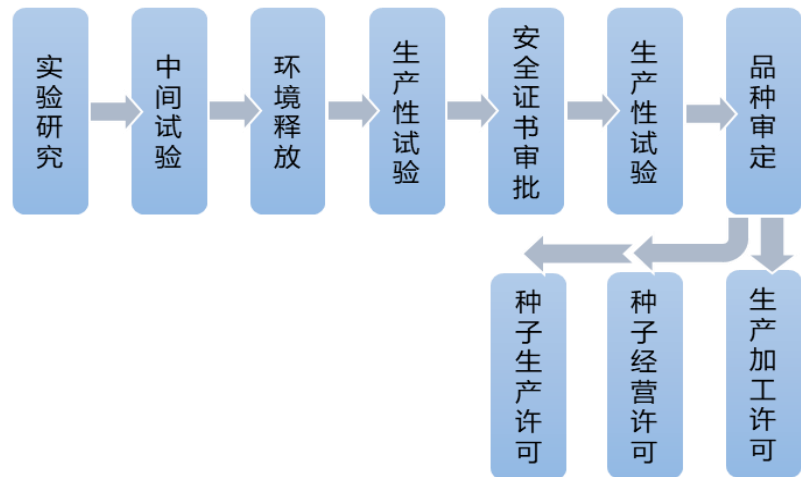 实验研究
中间试验
环境释放
生产性试验
安全证书审批
生产性试验
品种审定
种子生产许可
种子经营许可
生产加工许可